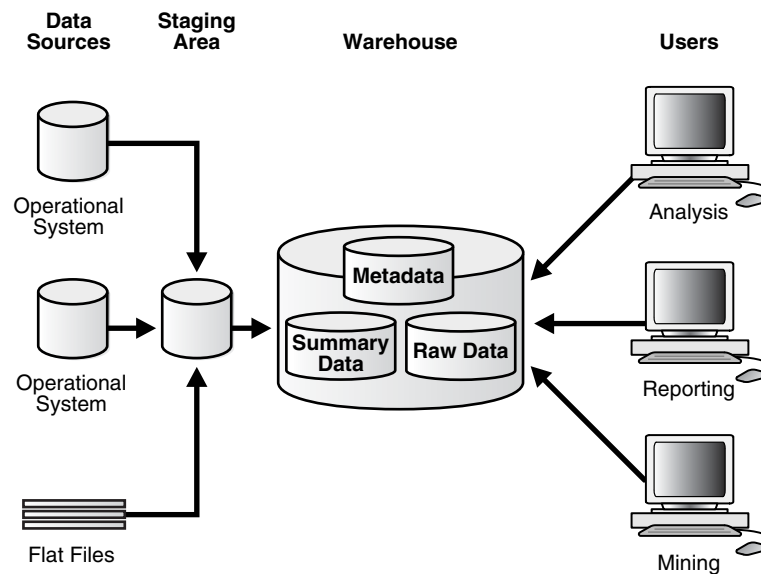 Data
Sources
Staging
Area
Warehouse
Users
Operational
System
Operational
System
Flat Files
Metadata
Summary
Data
Raw Data
Analysis
Reporting
Mining